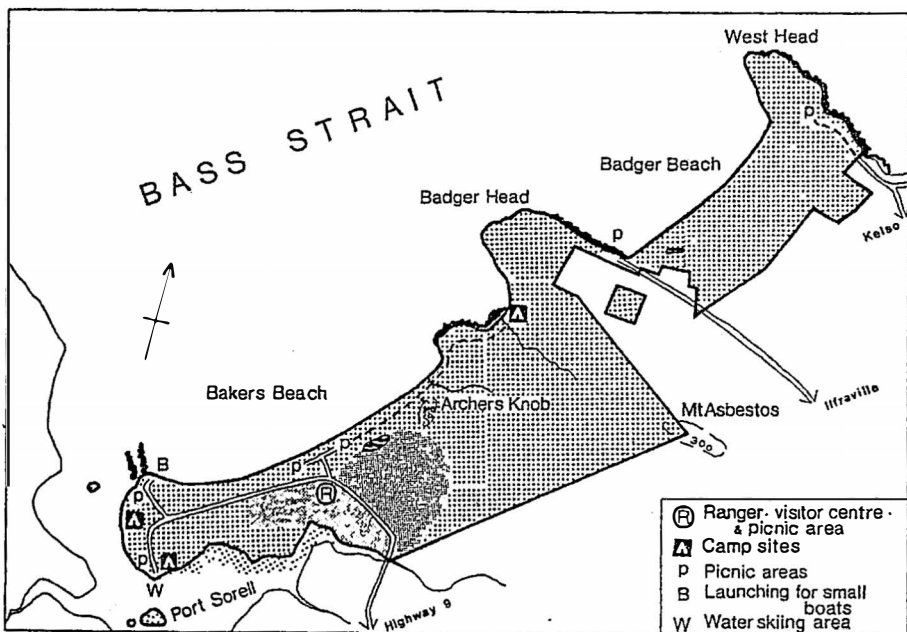 West Head
BASS STRAIT
p
Badger Beach
Badger Head
Kelso
p
Bakers Beach
Archers Knob
Mt Asbestos
Ilfraville
300
p p
B
p
R
p
W
Port Sorell
Highway 9
R Ranger· visitor centre ·
& picnic area
Camp sites
p Picnic areas
B Launching for small
boats
W Water skiing area